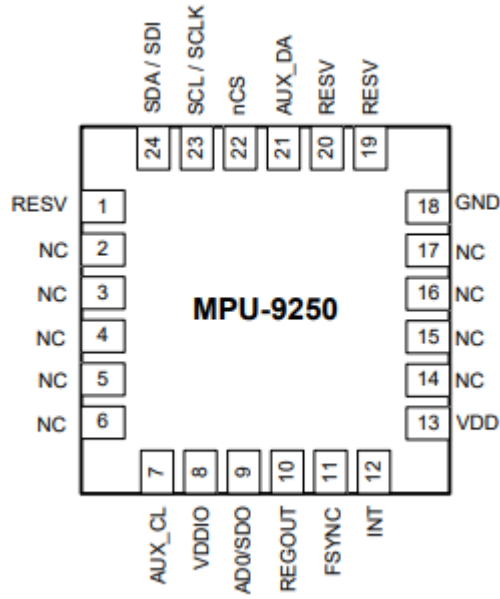 SDA / SDI
SCL / SCLK
nCS
AUX_DA
RESV
RESV
24
23
22
21
20
19
RESV 1
18 GND
NC 2
17 NC
NC 3
16 NC
MPU-9250
NC 4
15 NC
NC 5
14 NC
NC 6
13 VDD
7
8
9
10
11
12
AUX_CL
VDDIO
AD0/SDO
REGOUT
FSYNC
INT